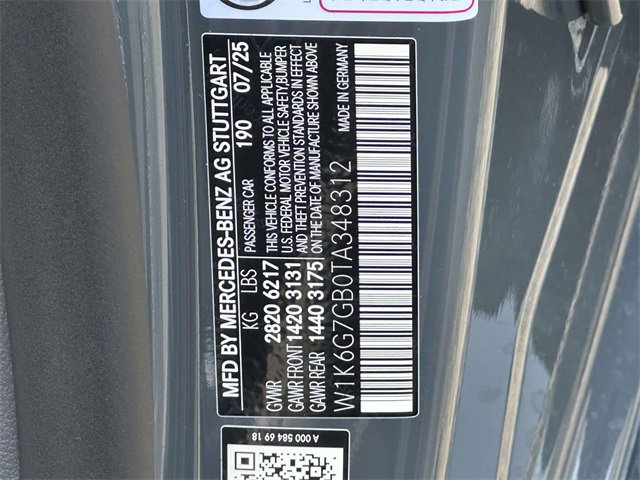 MFD BY MERCEDES-BENZ AG STUTTGART
KG LBS PASSENGER CAR 190 07/25
GVWR 2820 6217 THIS VEHICLE CONFORMS TO ALL APPLICABLE
U.S. FEDERAL MOTOR VEHICLE SAFETY, BUMPER
GAWR FRONT 1420 3131 AND THEFT PREVENTION STANDARDS IN EFFECT
GAWR REAR 1440 3175 ON THE DATE OF MANUFACTURE SHOWN ABOVE
W1K6G7GB0TA348312 MADE IN GERMANY
A 000 584 69 18